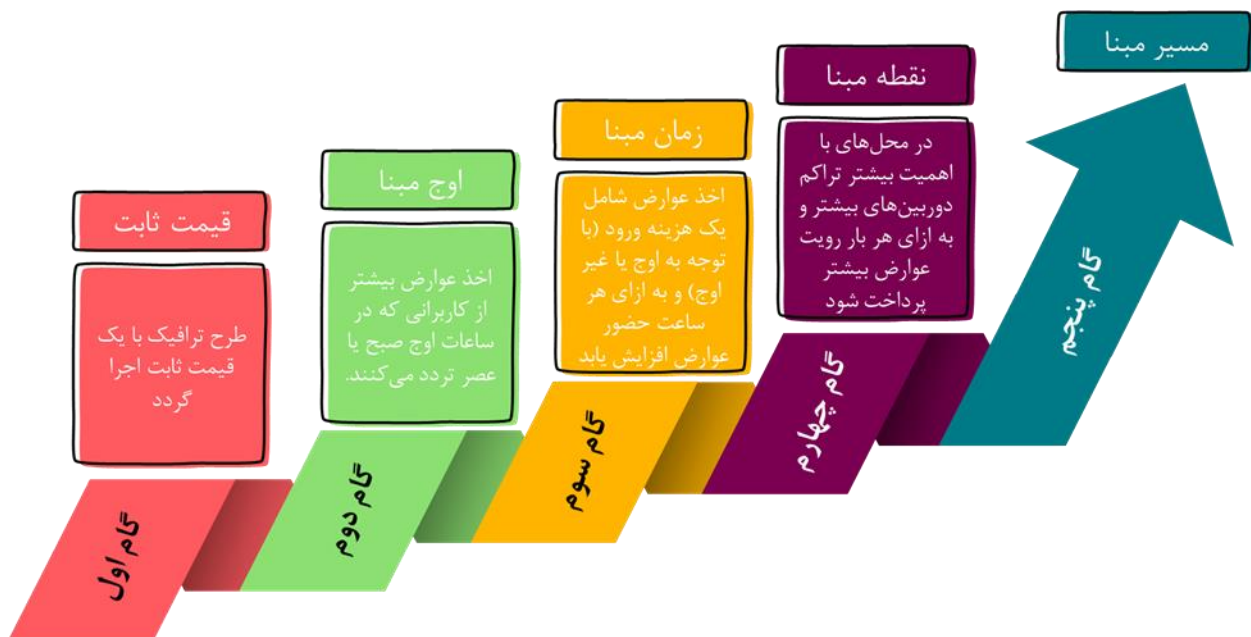 قیمت ثابت
طرح ترافیک با یک
قیمت ثابت اجرا
گردد
گام اول
اوج مبنا
اخذ عوارض بیشتر
از کاربرانی که در
ساعات اوج صبح یا
عصر تردد می‌کنند.
گام دوم
زمان مبنا
اخذ عوارض شامل
یک هزینه ورود (با
توجه به اوج یا غیر
اوج) و به ازای هر
ساعت حضور
عوارض افزایش یابد
گام سوم
نقطه مبنا
در محل‌های با
اهمیت بیشتر تراکم
دوربین‌های بیشتر و
به ازای هر بار رویت
عوارض بیشتر
پرداخت شود
گام چهارم
مسیر مبنا
گام پنجم